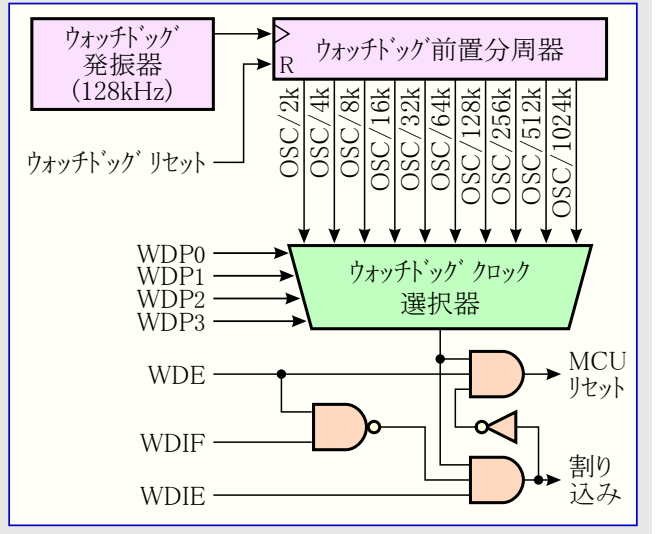 ウォッチドッグ
発振器
(128kHz)
ウォッチドッグ前置分周器
R
OSC/2k
OSC/4k
OSC/8k
OSC/16k
OSC/32k
OSC/64k
OSC/128k
OSC/256k
OSC/512k
OSC/1024k
ウォッチドッグ リセット
WDP0
WDP1
WDP2
WDP3
ウォッチドッグ クロック
選択器
WDE
MCU
リセット
WDIF
WDIE
割り
込み